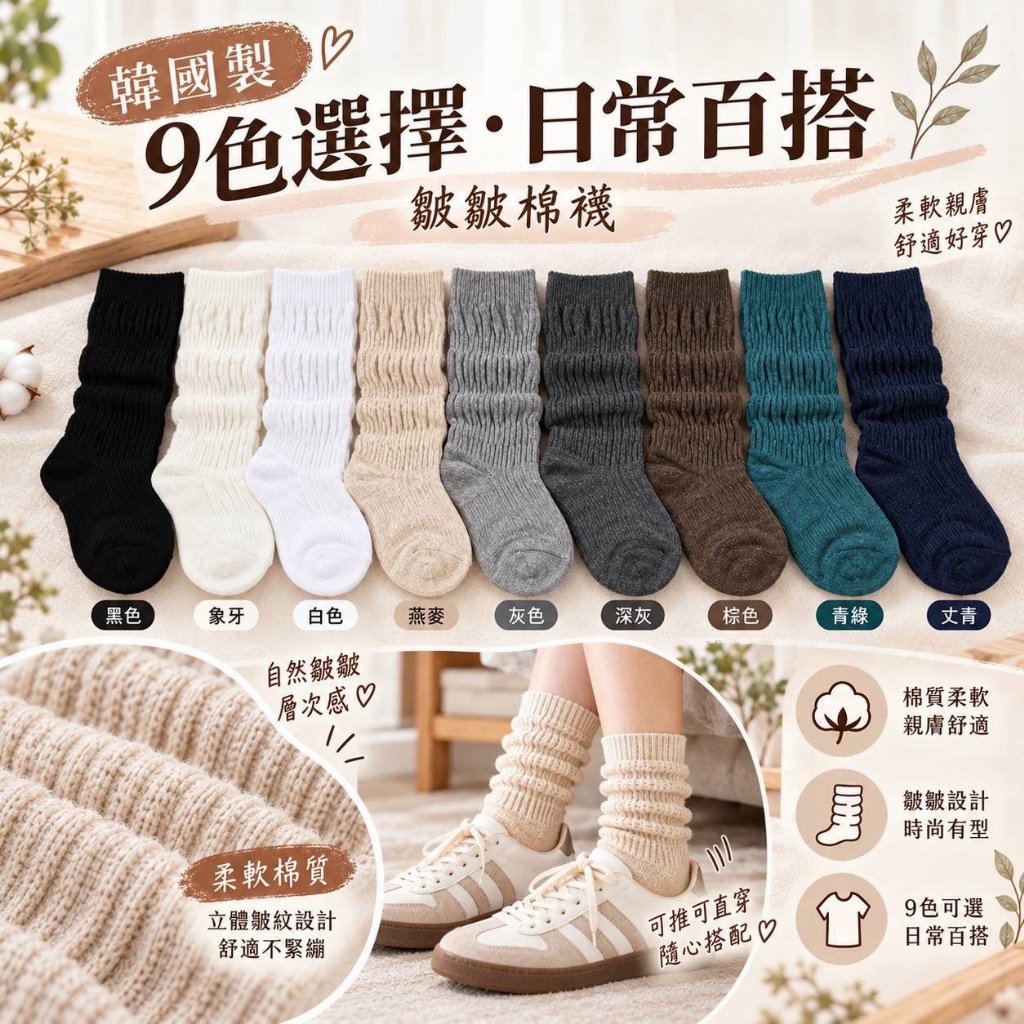 韓國製
9色選擇·日常百搭
皺皺棉襪
柔軟親膚
舒適好穿♡
黑色
象牙
白色
燕麥
灰色
深灰
棕色
青綠
丈青
自然皺皺
層次感♡
柔軟棉質
立體皺紋設計
舒適不緊繃
可推可直穿
隨心搭配♡
棉質柔軟
親膚舒適
皺皺設計
時尚有型
9色可選
日常百搭